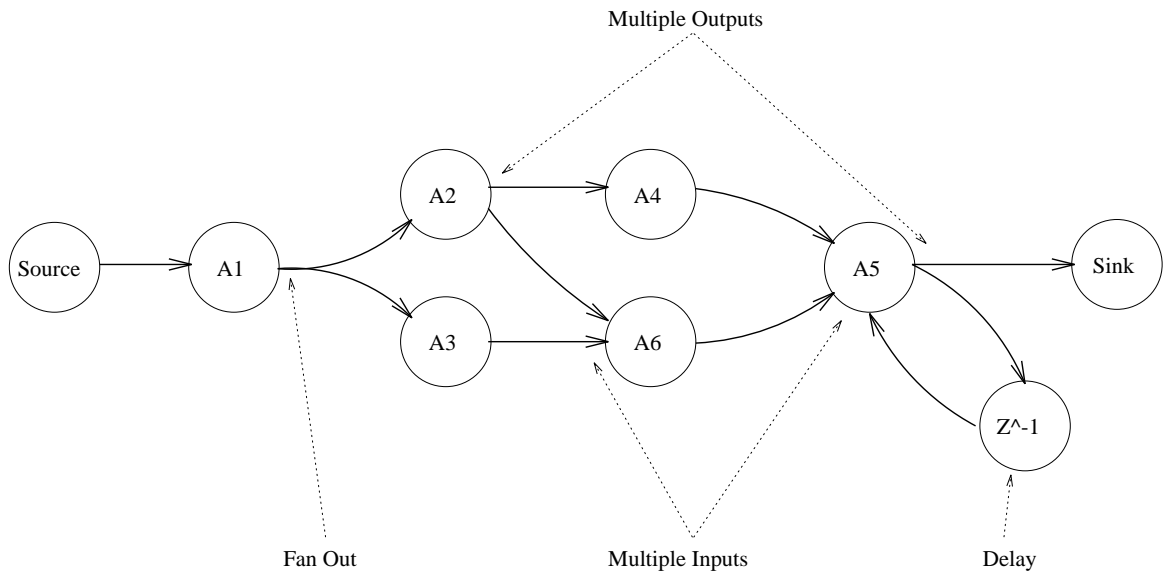 Multiple Outputs
A2
A4
Source
A1
A5
Sink
A3
A6
Z^-1
Fan Out
Multiple Inputs
Delay